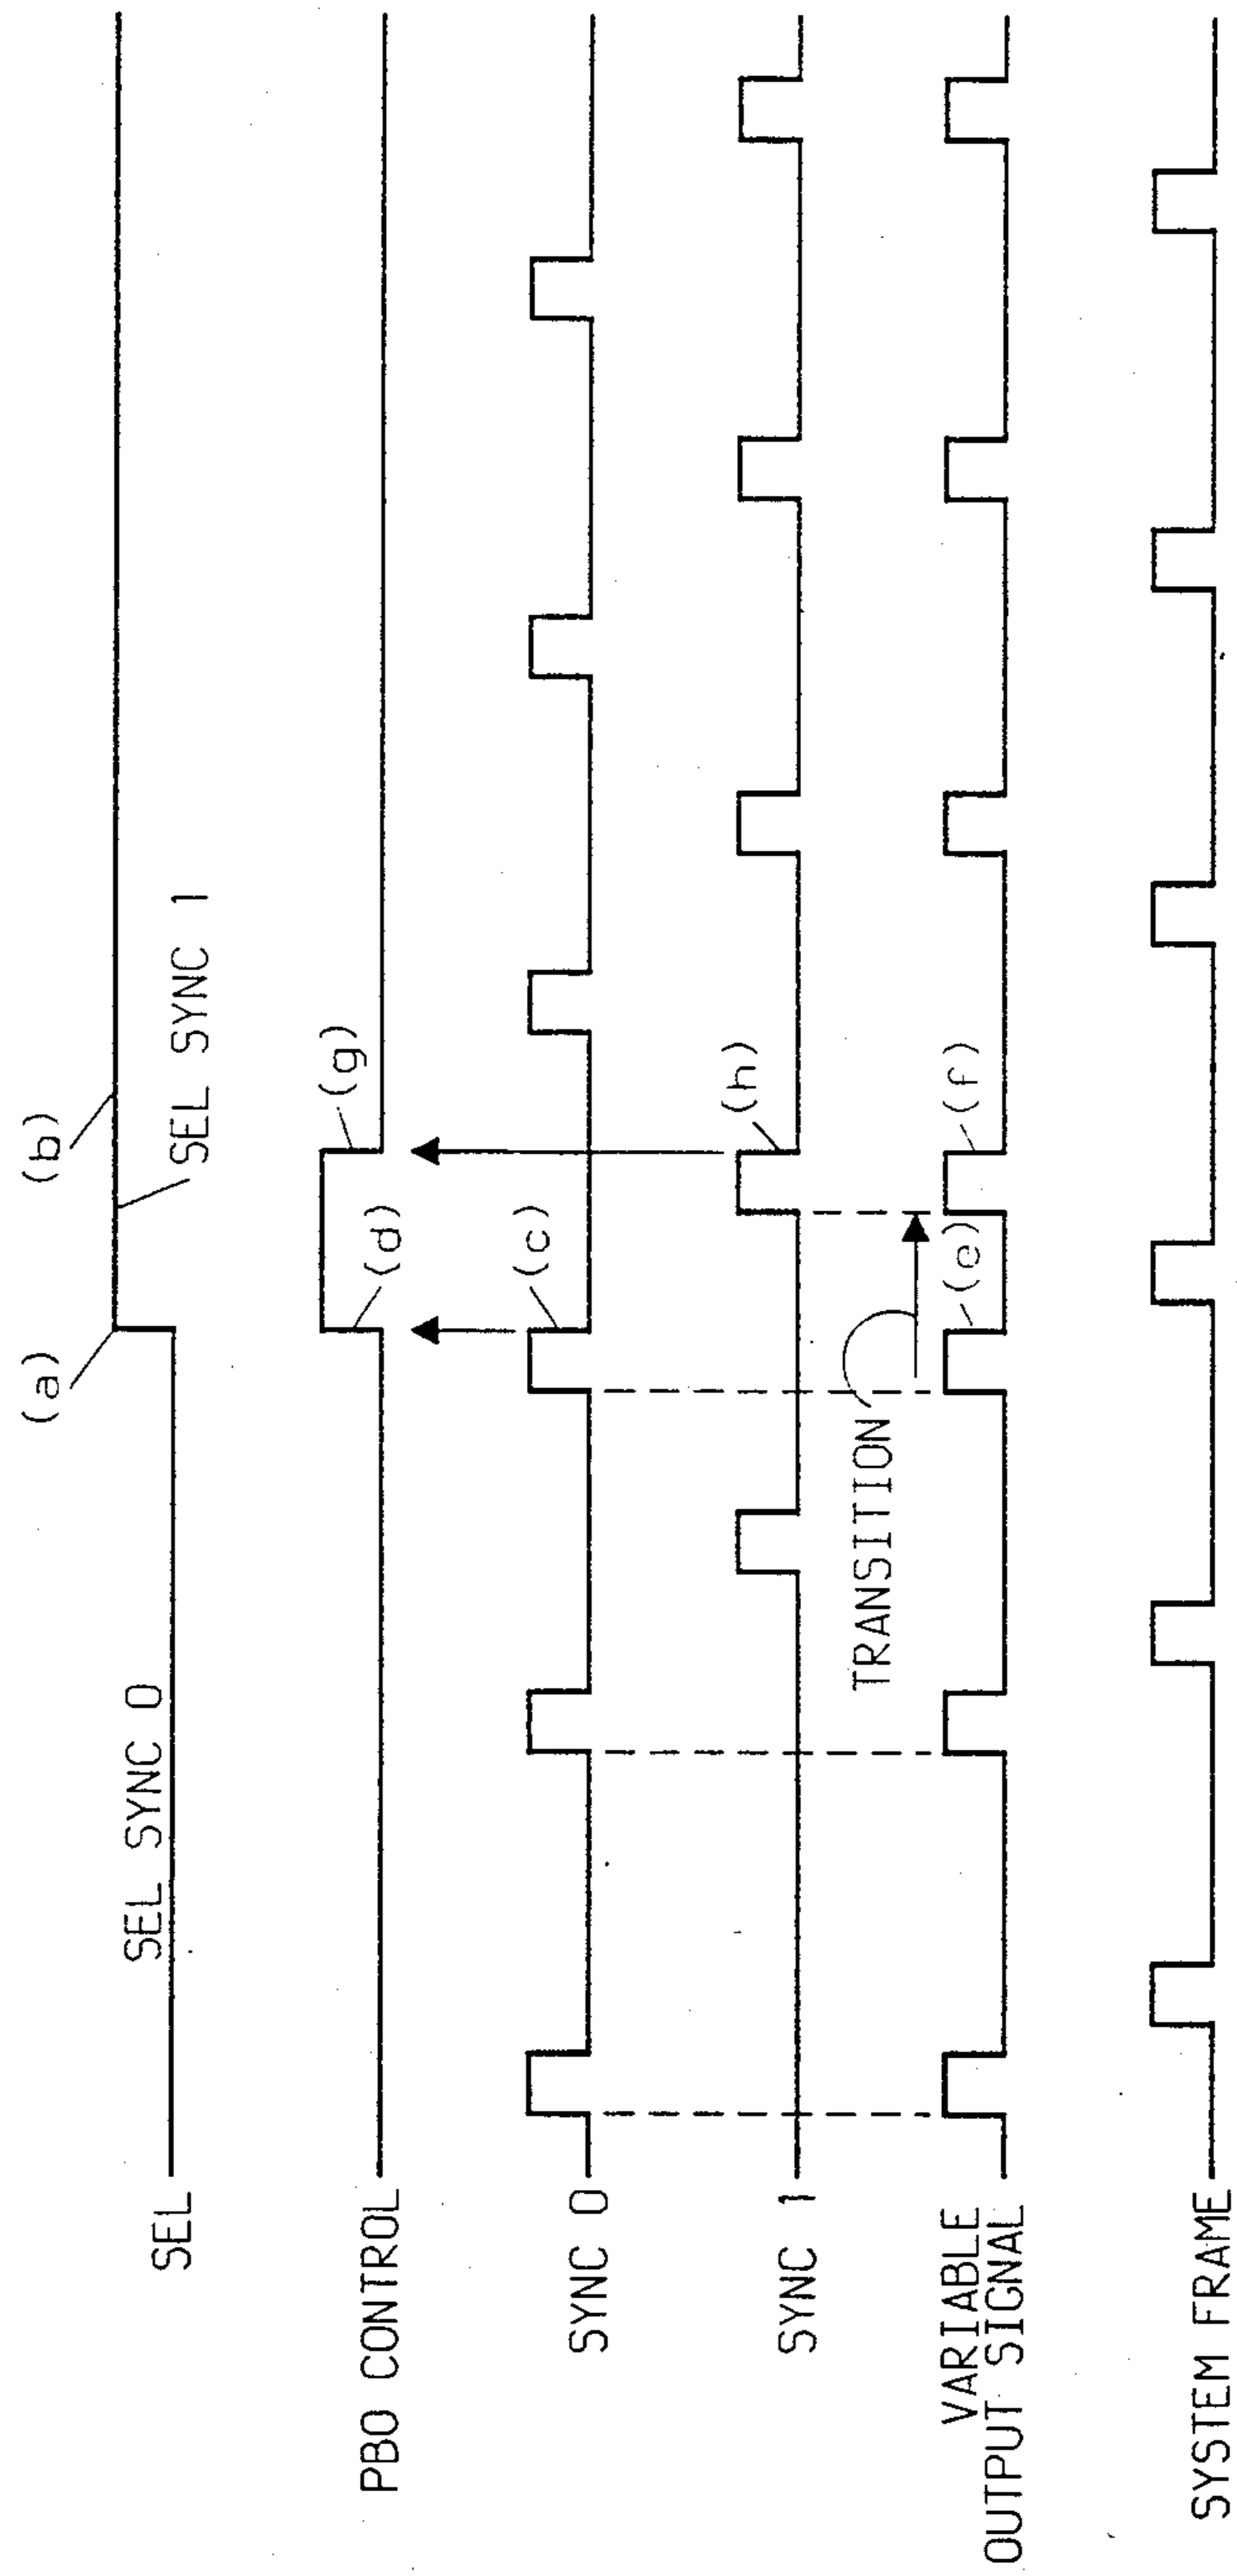 SEL
SEL SYNC 0
(a)
(b)
SEL SYNC 1
PBO CONTROL
(d)
(g)
SYNC 0
(c)
SYNC 1
(h)
TRANSITION
VARIABLE
OUTPUT SIGNAL
(e)
(f)
SYSTEM FRAME